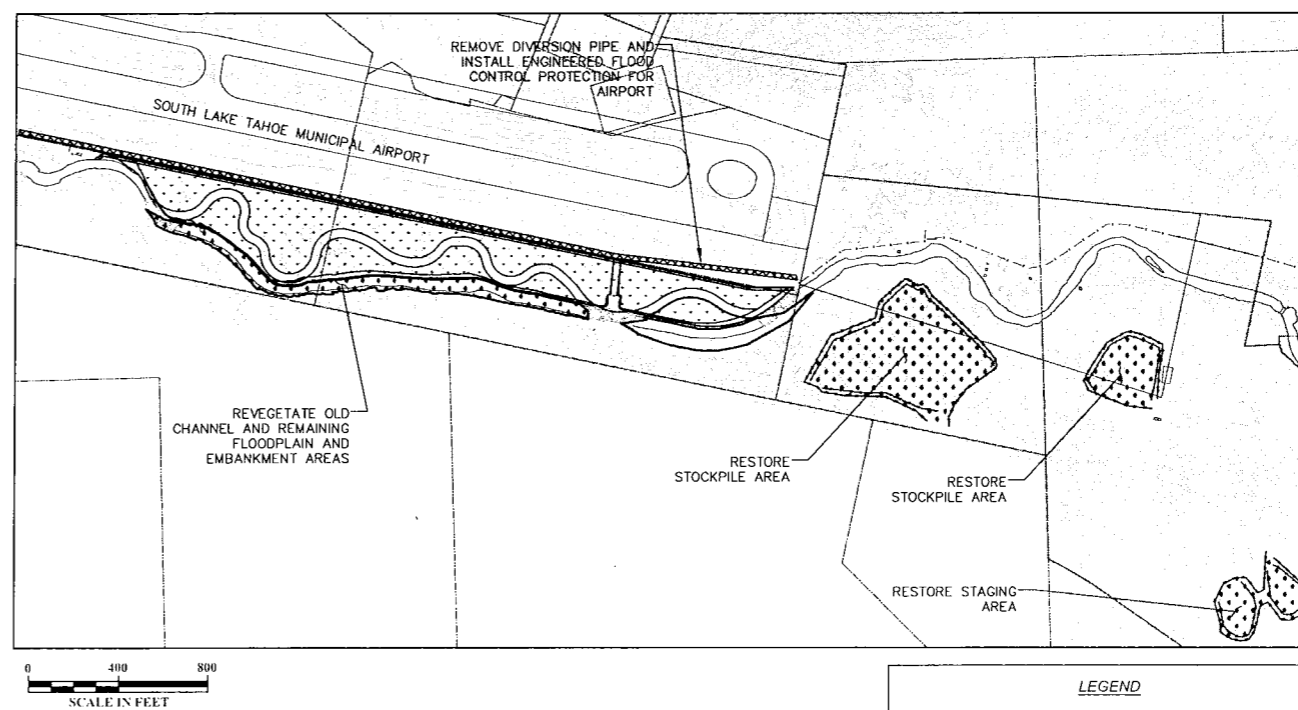 REMOVE DIVERSION PIPE AND
INSTALL ENGINEERED FLOOD
CONTROL PROTECTION FOR
AIRPORT
SOUTH LAKE TAHOE MUNICIPAL AIRPORT
REVEGETATE OLD
CHANNEL AND REMAINING
FLOODPLAIN AND
EMBANKMENT AREAS
RESTORE
STOCKPILE AREA
RESTORE
STOCKPILE AREA
RESTORE STAGING
AREA
0 400 800
SCALE IN FEET
LEGEND